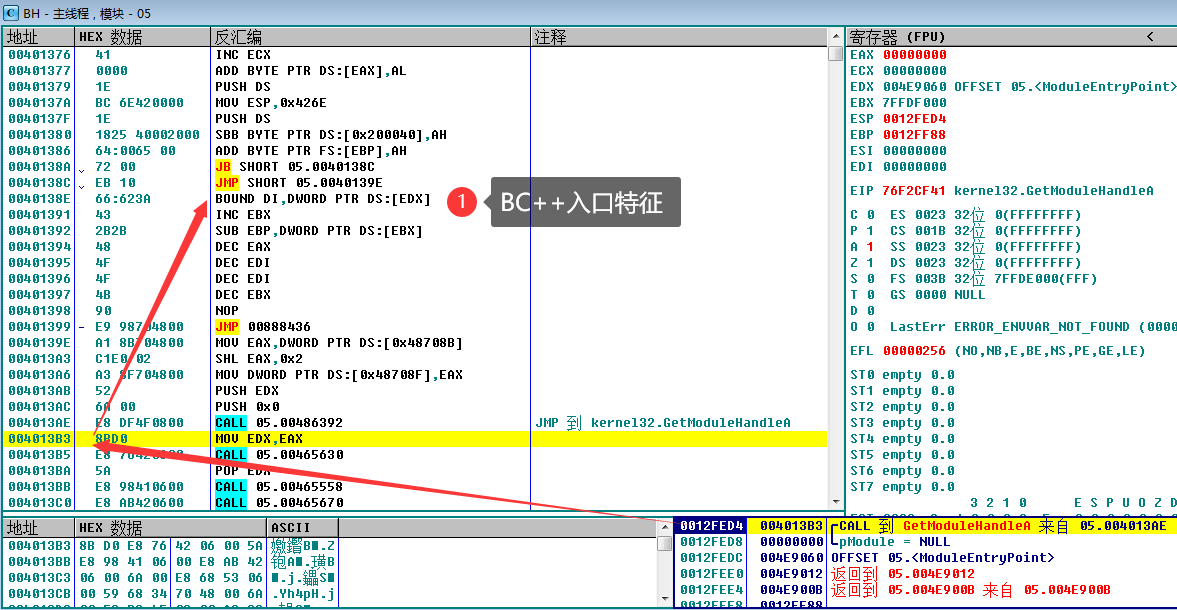 BH - 主线程 , 模块 - 05
地址 HEX 数据 反汇编 注释
00401376 41 INC ECX
00401377 0000 ADD BYTE PTR DS:[EAX],AL
00401379 1E PUSH DS
0040137A BC 6E420000 MOV ESP,0x426E
0040137F 1E PUSH DS
00401380 1825 40002000 SBB BYTE PTR DS:[0x200040],AH
00401386 64:0065 00 ADD BYTE PTR FS:[EBP],AH
0040138A 72 00 JB SHORT 05.0040138C
0040138C EB 10 JMP SHORT 05.0040139E
0040138E 66:623A BOUND DI,DWORD PTR DS:[EDX]
00401391 43 INC EBX
00401392 2B2B SUB EBP,DWORD PTR DS:[EBX]
00401394 48 DEC EAX
00401395 4F DEC EDI
00401396 4F DEC EDI
00401397 4B DEC EBX
00401398 90 NOP
00401399 - E9 98704800 JMP 00888436
0040139E A1 8B704800 MOV EAX,DWORD PTR DS:[0x48708B]
004013A3 C1E0 02 SHL EAX,0x2
004013A6 A3 8F704800 MOV DWORD PTR DS:[0x48708F],EAX
004013AB 52 PUSH EDX
004013AC 6A 00 PUSH 0x0
004013AE E8 DF4F0800 CALL 05.00486392 JMP 到 kernel32.GetModuleHandleA
004013B3 8BD0 MOV EDX,EAX
004013B5 E8 76420600 CALL 05.00465630
004013BA 5A POP EDX
004013BB E8 98410600 CALL 05.00465558
004013C0 E8 AB420600 CALL 05.00465670
1 BC++入口特征
寄存器 (FPU) <
EAX 00000000
ECX 00000000
EDX 004E9060 OFFSET 05.<ModuleEntryPoint>
EBX 7FFDF000
ESP 0012FED4
EBP 0012FF88
ESI 00000000
EDI 00000000
EIP 76F2CF41 kernel32.GetModuleHandleA
C 0 ES 0023 32位 0(FFFFFFFF)
P 1 CS 001B 32位 0(FFFFFFFF)
A 1 SS 0023 32位 0(FFFFFFFF)
Z 1 DS 0023 32位 0(FFFFFFFF)
S 0 FS 003B 32位 7FFDE000(FFF)
T 0 GS 0000 NULL
D 0
O 0 LastErr ERROR_ENVVAR_NOT_FOUND (0000
EFL 00000256 (NO,NB,E,BE,NS,PE,GE,LE)
ST0 empty 0.0
ST1 empty 0.0
ST2 empty 0.0
ST3 empty 0.0
ST4 empty 0.0
ST5 empty 0.0
ST6 empty 0.0
ST7 empty 0.0
3 2 1 0 E S P U O Z D
地址 HEX 数据 ASCII
004013B3 8B D0 E8 76 42 06 00 5A
004013BB E8 98 41 06 00 E8 AB 42
004013C3 06 00 6A 00 E8 68 53 06
004013CB 00 59 68 34 70 48 00 6A .Yh4pH.j
0012FED4 004013B3 CALL 到 GetModuleHandleA 来自 05.004013AE
0012FED8 00000000 pModule = NULL
0012FEDC 004E9060 OFFSET 05.<ModuleEntryPoint>
0012FEE0 004E9012 返回到 05.004E9012
0012FEE4 004E900B 返回到 05.004E900B 来自 05.004E900B
0012FEE8 0012FF88